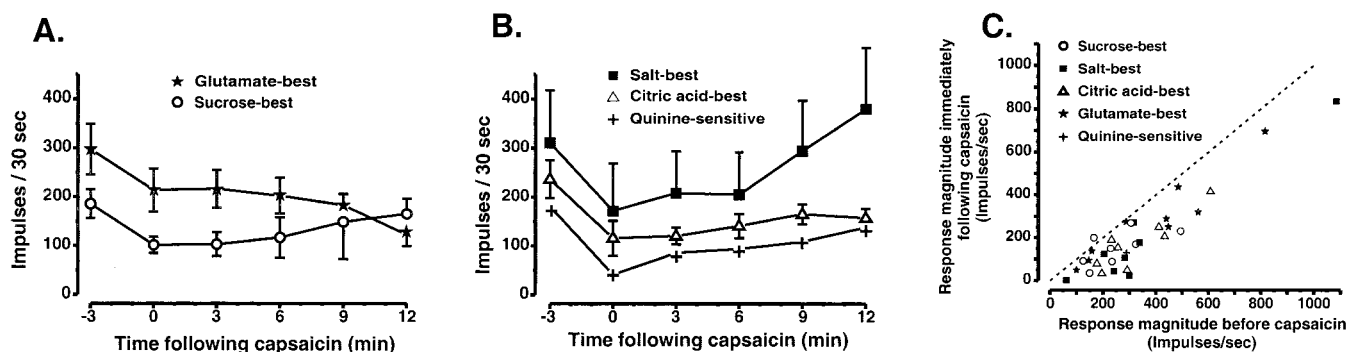 A.
Impulses / 30 sec
400
300
200
100
0
Glutamate-best
Sucrose-best
-3 0 3 6 9 12
Time following capsaicin (min)
B.
Impulses / 30 sec
400
300
200
100
0
Salt-best
Citric acid-best
Quinine-sensitive
-3 0 3 6 9 12
Time following capsaicin (min)
C.
Response magnitude immediately
following capsaicin
(Impulses/sec)
1000
800
600
400
200
0
Sucrose-best
Salt-best
Citric acid-best
Glutamate-best
Quinine-sensitive
0 200 400 600 800 1000
Response magnitude before capsaicin
(Impulses/sec)